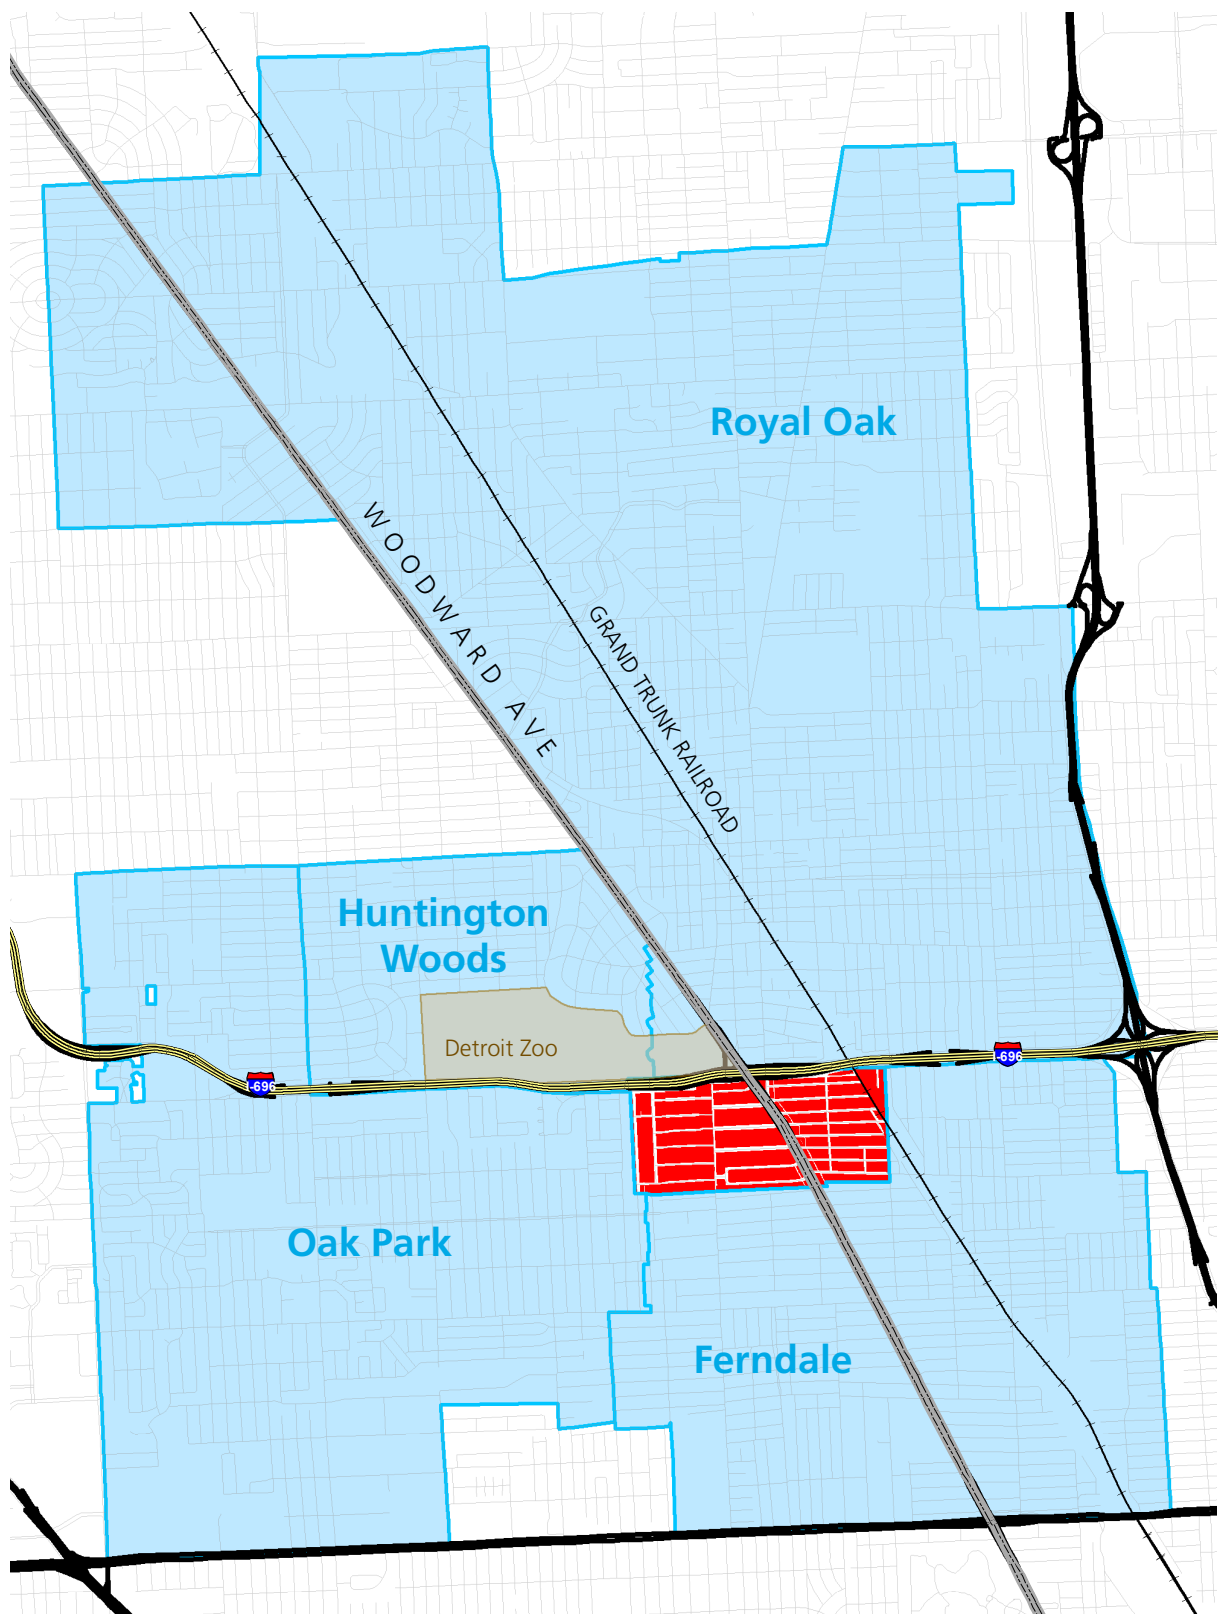 Royal Oak
WOODWARD AVE
GRAND TRUNK RAILROAD
Huntington
Woods
Detroit Zoo
I-696
I-696
Oak Park
Ferndale